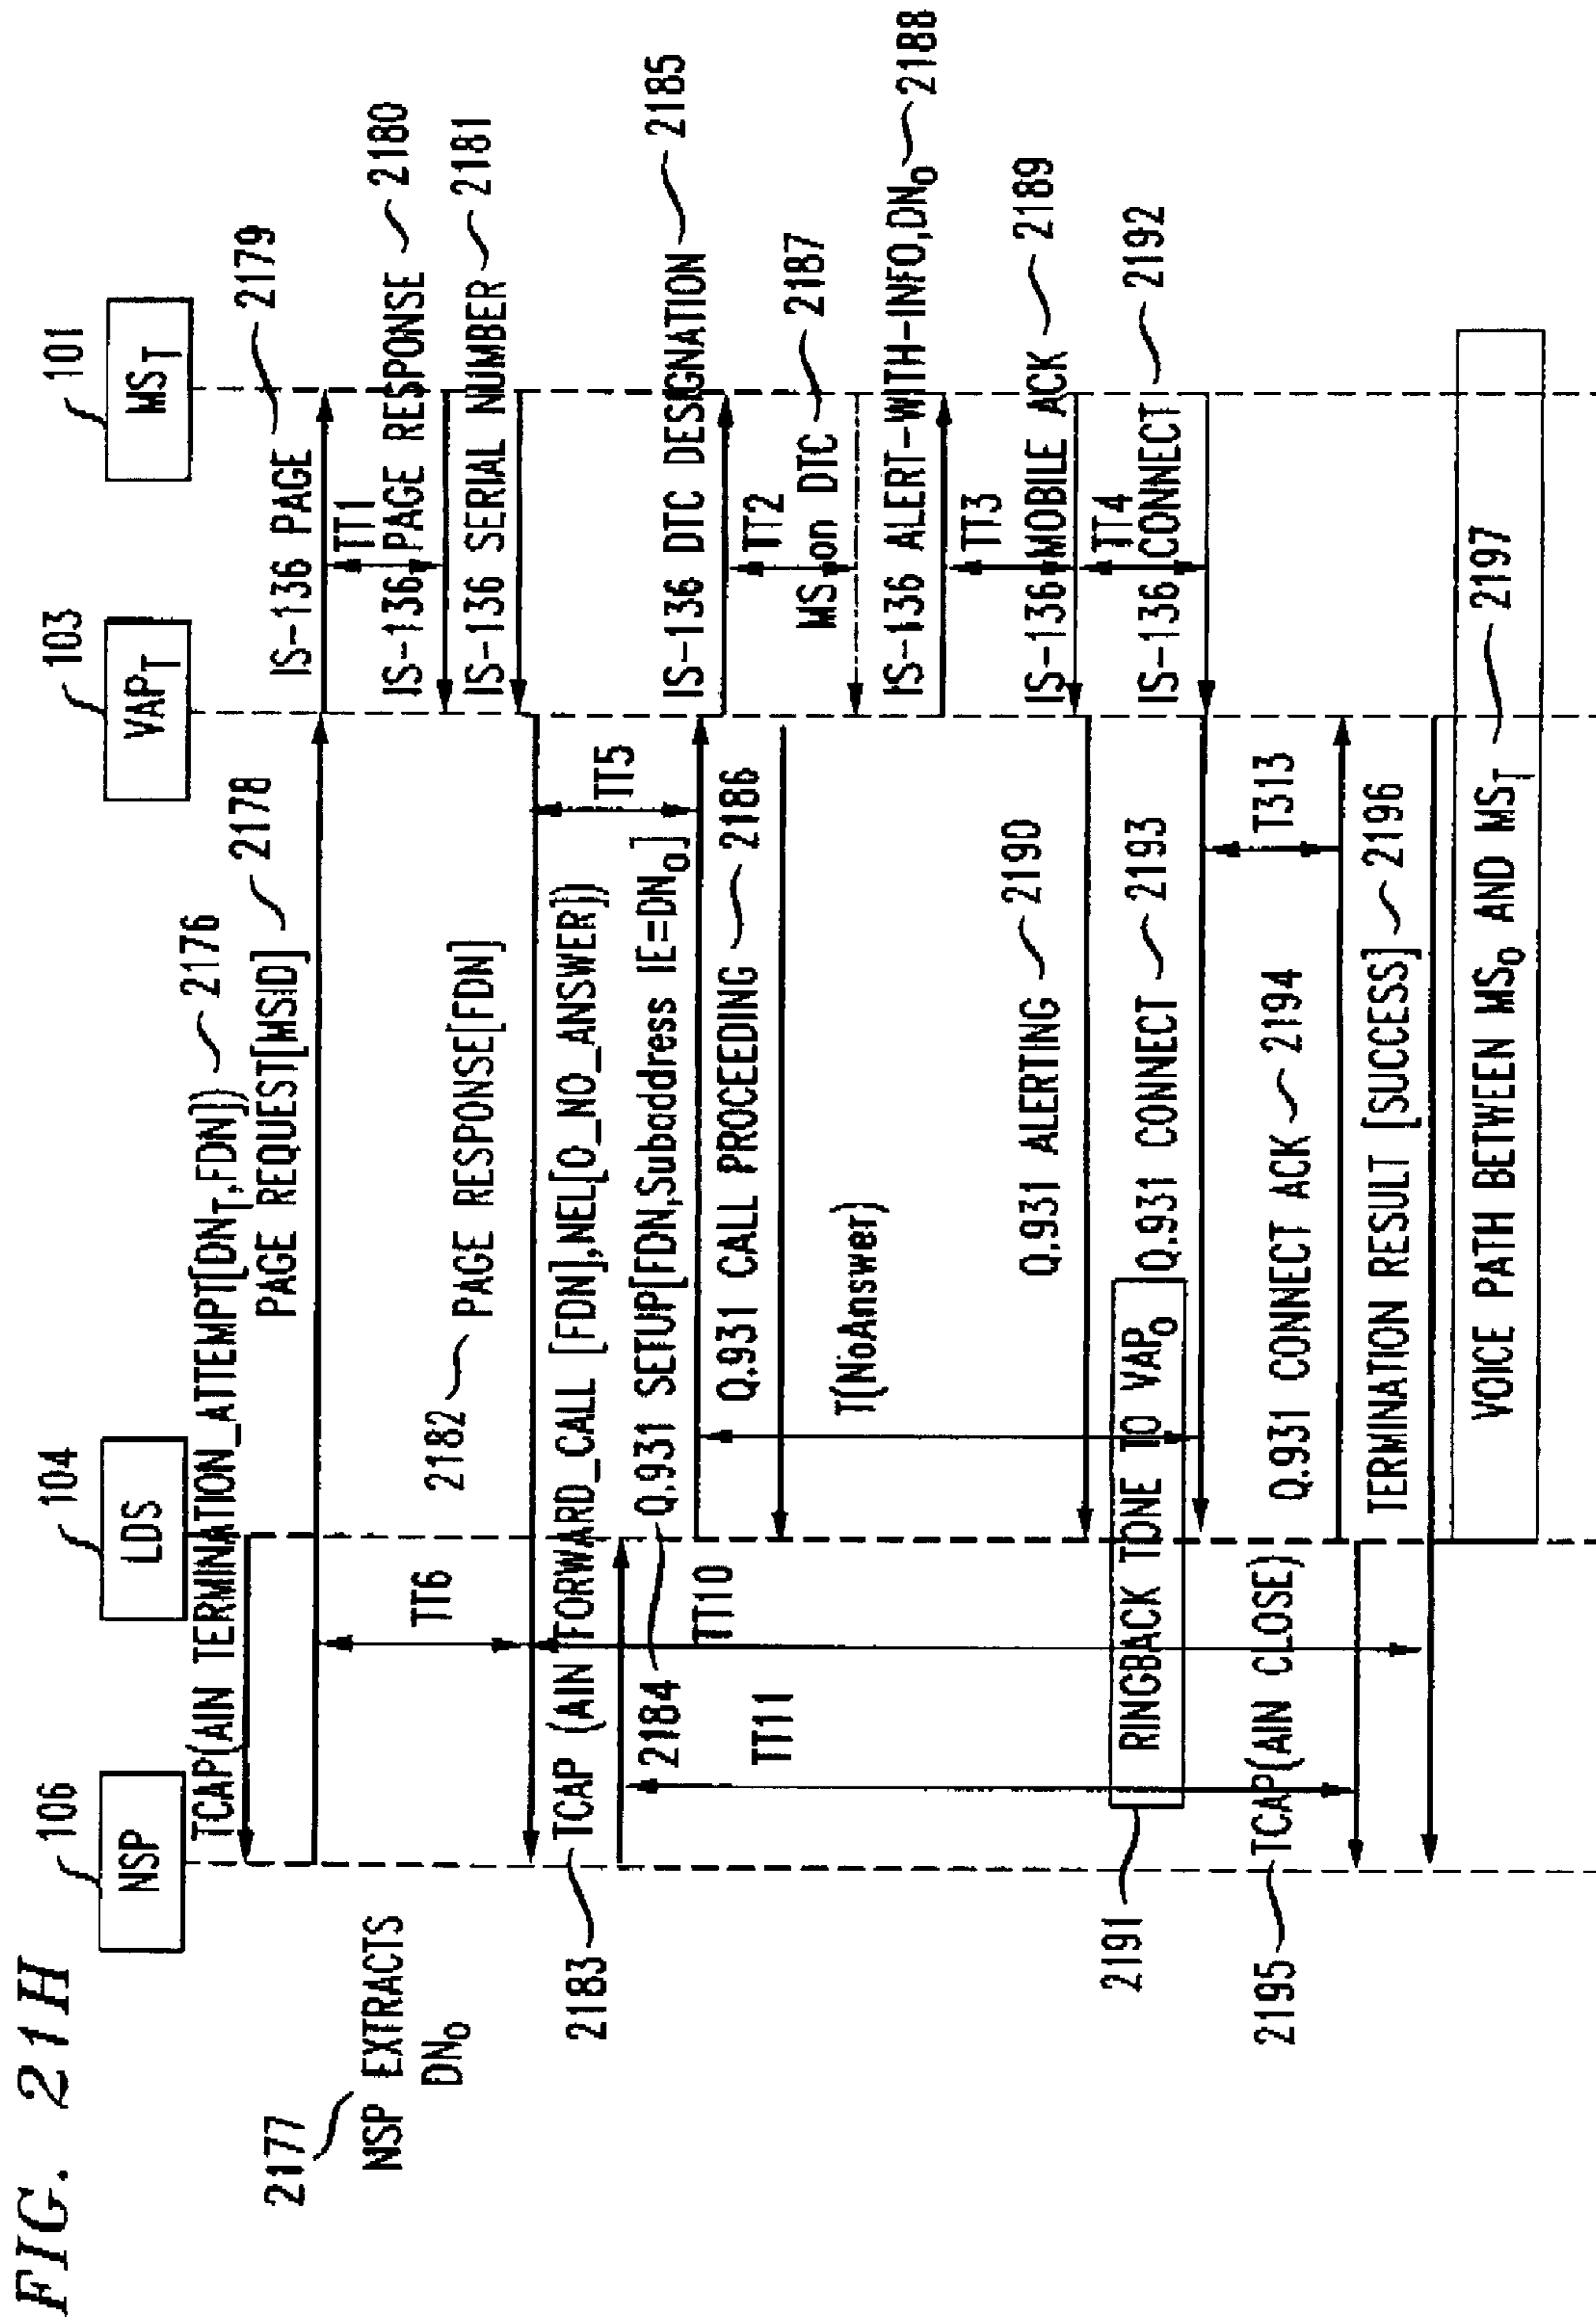 FIG. 21H
106
NSP
104
LDS
103
VAPT
101
MST
TCAP(AIN TERMINATION_ATTEMPT[DNT,FDN]) 2176
2177
NSP EXTRACTS
DNO
PAGE REQUEST[MSID] 2178
IS-136 PAGE 2179
TT1
TT6
IS-136 PAGE RESPONSE 2180
IS-136 SERIAL NUMBER 2181
2182 PAGE RESPONSE[FDN]
2183 TCAP (AIN FORWARD_CALL [FDN],NEL[O_NO_ANSWER])
TT5
2184 Q.931 SETUP[FDN,Subaddress IE=DNO]
IS-136 DTC DESIGNATION 2185
TT10
Q.931 CALL PROCEEDING 2186
TT2
TT11
MS on DTC 2187
T(NoAnswer)
IS-136 ALERT-WITH-INFO,DNO 2188
TT3
IS-136 MOBILE ACK 2189
Q.931 ALERTING 2190
TT4
2191
RINGBACK TONE TO VAPO
IS-136 CONNECT 2192
Q.931 CONNECT 2193
T313
Q.931 CONNECT ACK 2194
2195 TCAP(AIN CLOSE)
TERMINATION RESULT [SUCCESS] 2196
VOICE PATH BETWEEN MSO AND MST 2197